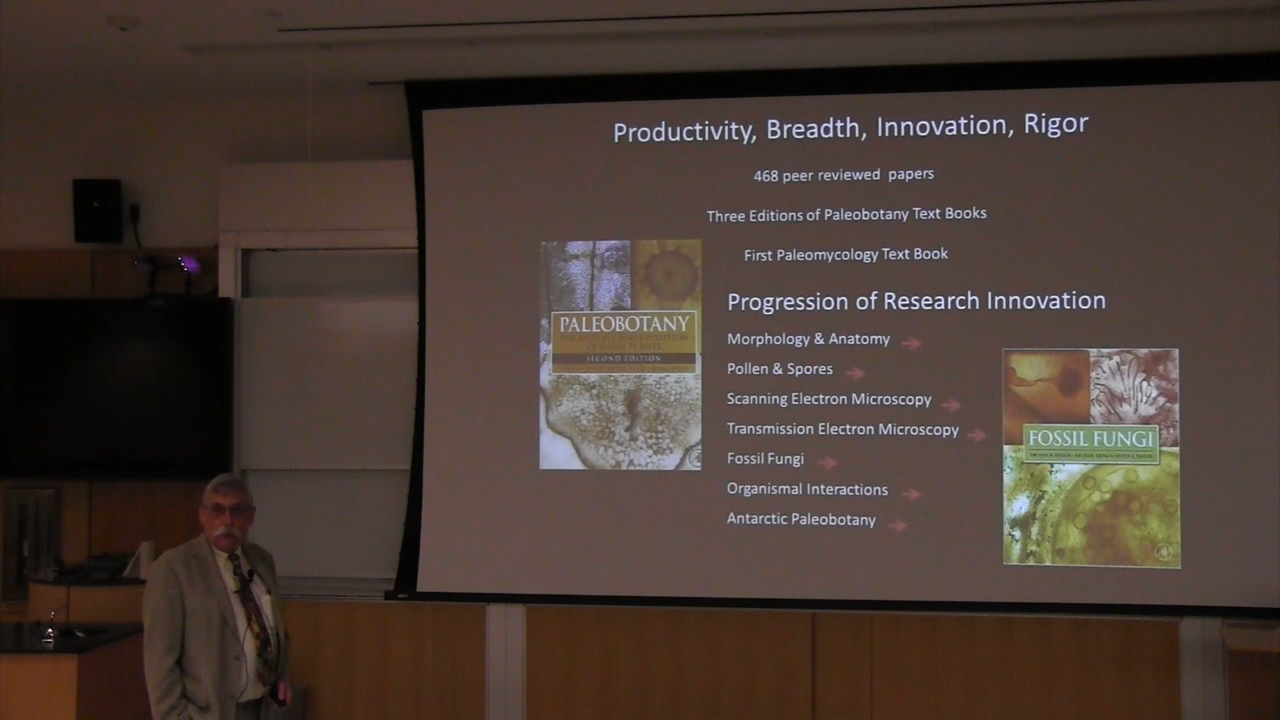 Productivity, Breadth, Innovation, Rigor
468 peer reviewed papers
Three Editions of Paleobotany Text Books
First Paleomycology Text Book
PALEOBOTANY
SECOND EDITION
Progression of Research Innovation
Morphology & Anatomy
Pollen & Spores
Scanning Electron Microscopy
Transmission Electron Microscopy
Fossil Fungi
Organismal Interactions
Antarctic Paleobotany
FOSSIL FUNGI